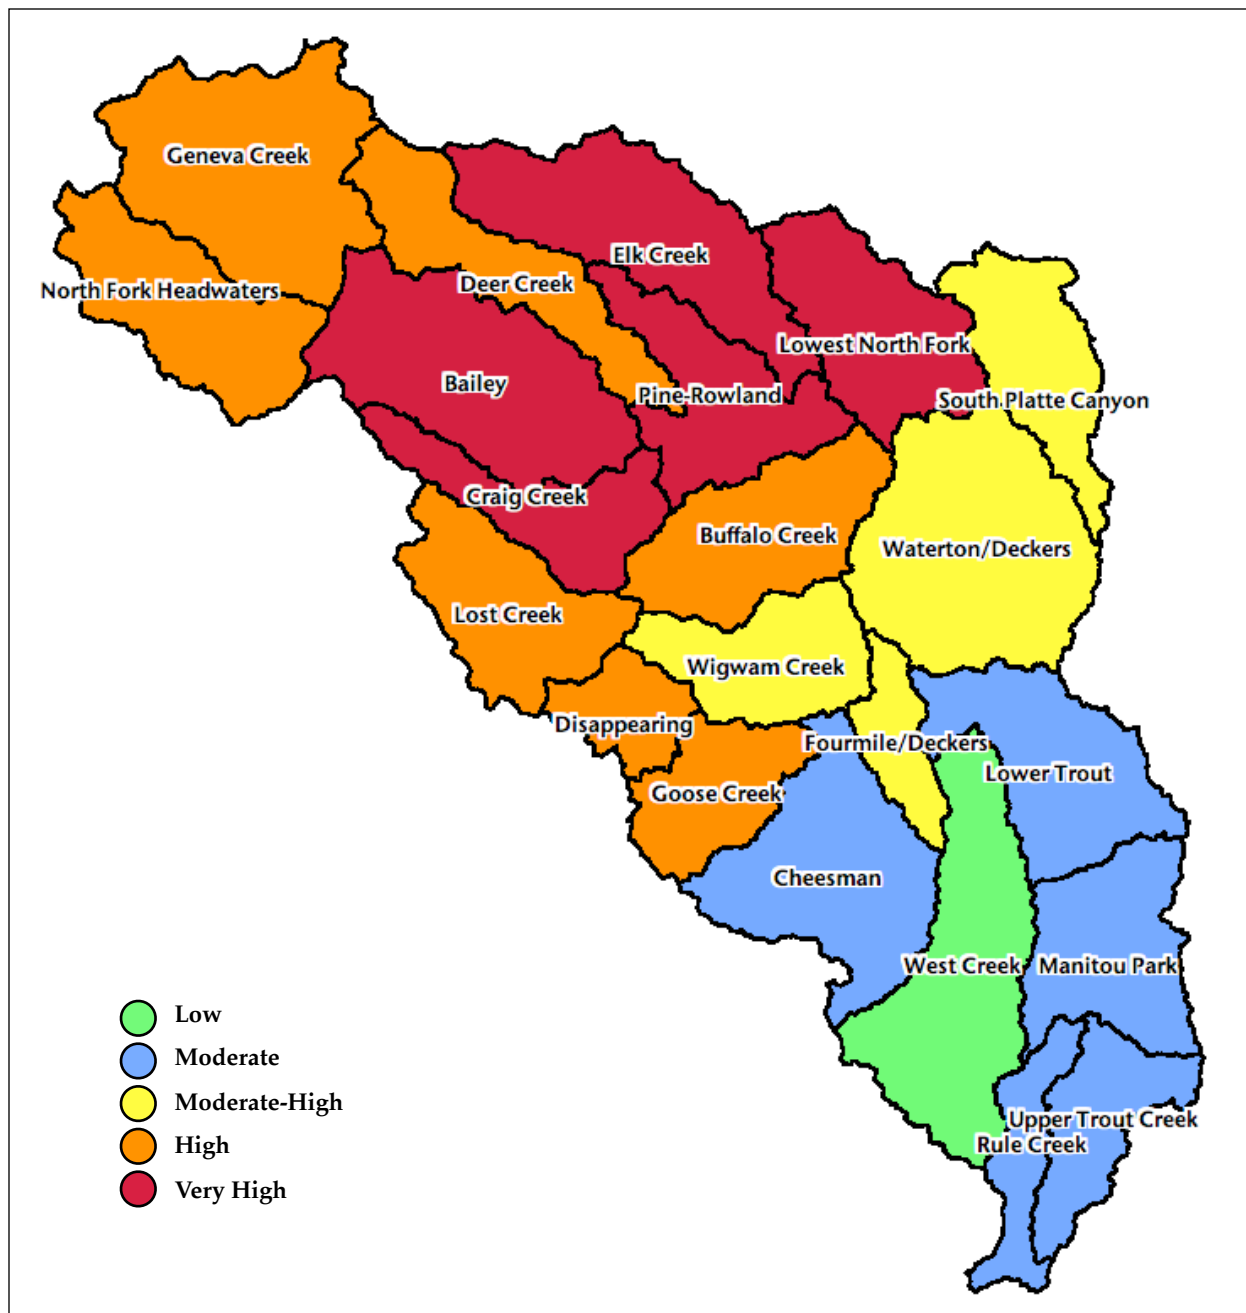 Geneva Creek
Elk Creek
Deer Creek
North Fork Headwaters
Lowest North Fork
Bailey
Pine-Rowland
South Platte Canyon
Craig Creek
Buffalo Creek
Waterton/Deckers
Lost Creek
Wigwam Creek
Disappearing
Fourmile/Deckers
Lower Trout
Goose Creek
Cheesman
West Creek
Manitou Park
Upper Trout Creek
Rule Creek
Low
Moderate
Moderate-High
High
Very High